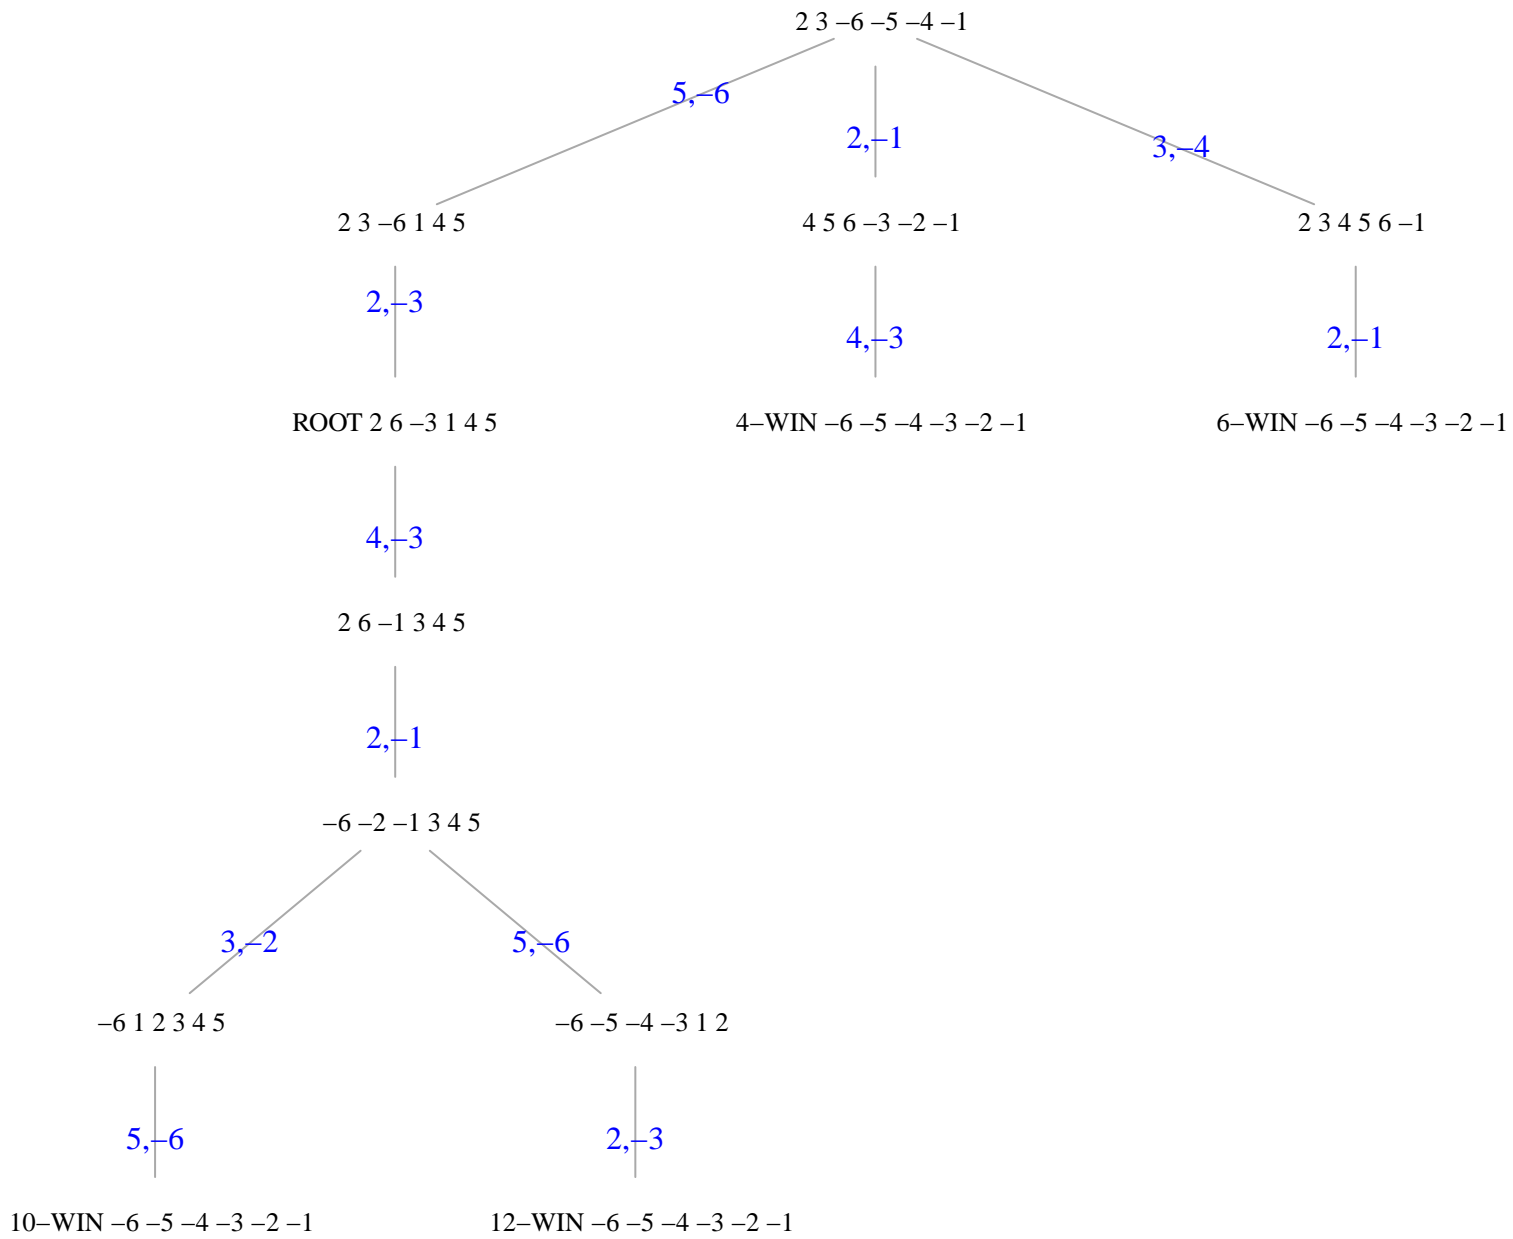 2 3 –6 –5 –4 –1
5,–6
2,–1
3,–4
2 3 –6 1 4 5
4 5 6 –3 –2 –1
2 3 4 5 6 –1
2,–3
4,–3
2,–1
ROOT 2 6 –3 1 4 5
4–WIN –6 –5 –4 –3 –2 –1
6–WIN –6 –5 –4 –3 –2 –1
4,–3
2 6 –1 3 4 5
2,–1
–6 –2 –1 3 4 5
3,–2
5,–6
–6 1 2 3 4 5
–6 –5 –4 –3 1 2
5,–6
2,–3
10–WIN –6 –5 –4 –3 –2 –1
12–WIN –6 –5 –4 –3 –2 –1